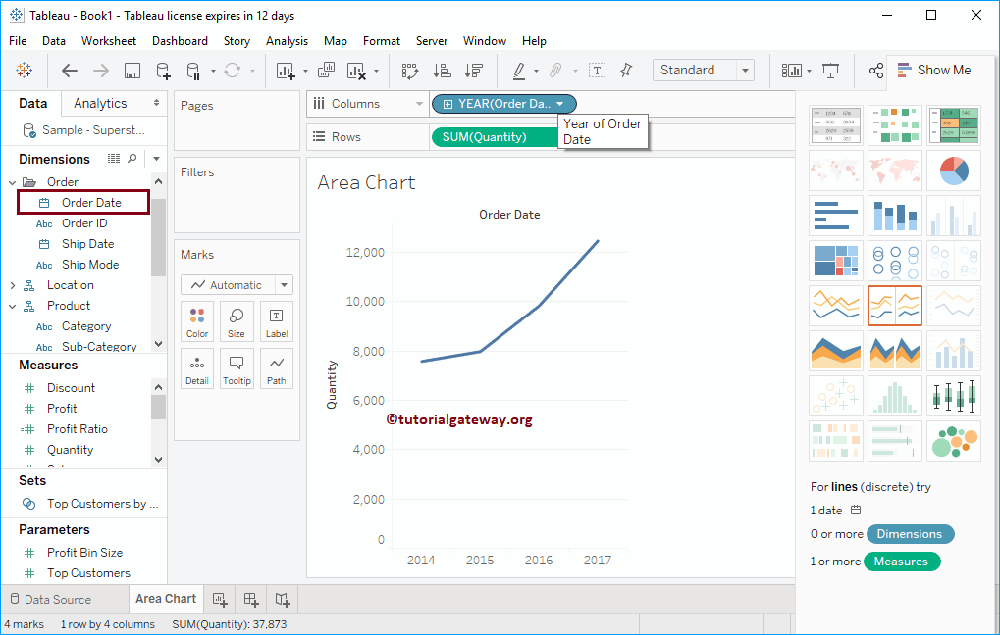 Tableau - Book1 - Tableau license expires in 12 days
File Data Worksheet Dashboard Story Analysis Map Format Server Window Help
Standard
Show Me
Data Analytics
Sample - Superst...
Dimensions
Order
Order Date
Abc Order ID
Ship Date
Abc Ship Mode
Location
Product
Abc Category
Abc Sub-Category
Measures
Discount
Profit
Profit Ratio
Quantity
Sets
Top Customers by ...
Parameters
Profit Bin Size
Top Customers
Pages
Filters
Marks
Automatic
Color Size Label
Detail Tooltip Path
Columns YEAR(Order Da..
Rows SUM(Quantity)
Year of Order
Date
Area Chart
Order Date
12,000
10,000
8,000
6,000
4,000
2,000
0
Quantity
©tutorialgateway.org
2014 2015 2016 2017
For lines (discrete) try
1 date
0 or more Dimensions
1 or more Measures
Data Source Area Chart
4 marks 1 row by 4 columns SUM(Quantity): 37,873